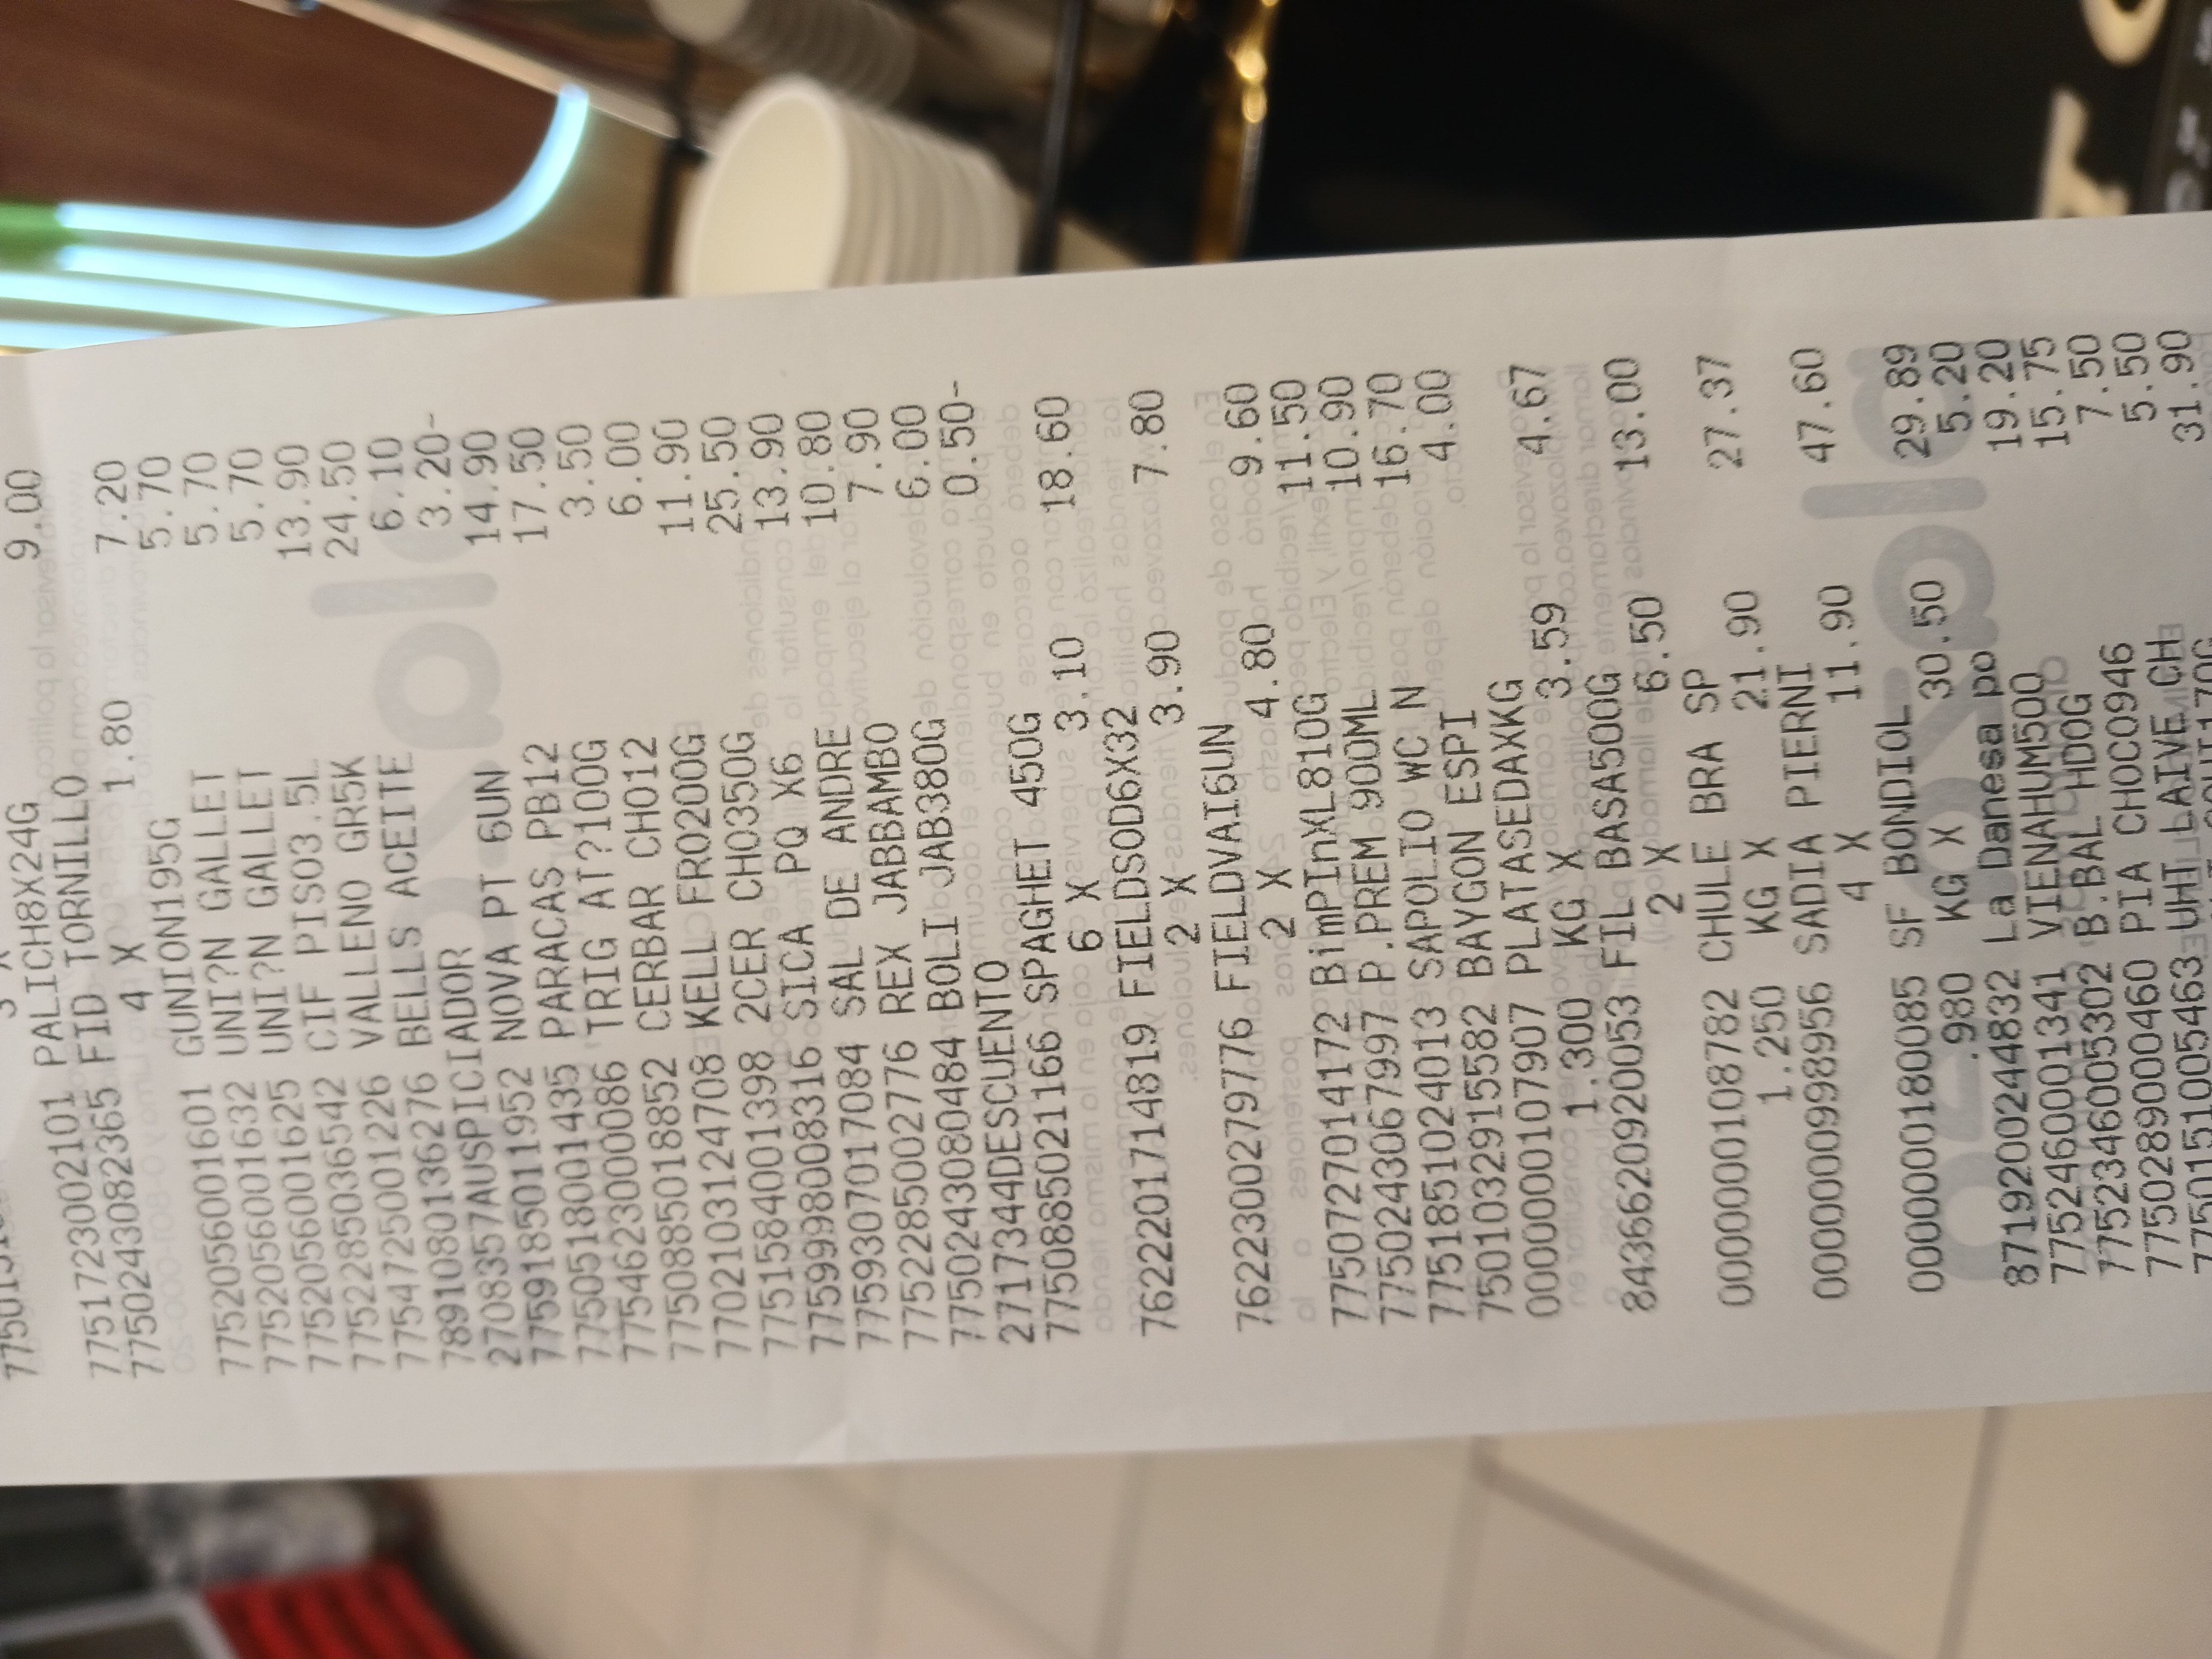 3 X
7751723002101 PALICH8X24G 9.00
7750243082365 FID TORNILLO
4 X 1.80 7.20
7752056001601 GUNION195G 5.70
7752056001632 UNI?N GALLET 5.70
7752056001625 UNI?N GALLET 5.70
7752285036542 CIF PISO3.5L 13.90
7754725001226 VALLENO GR5K 24.50
7891080136276 BELLS ACEITE 6.10
2708357AUSPICIADOR 3.20-
7759185011952 NOVA PT 6UN 14.90
7750518001435 PARACAS PB12 17.50
7754623000086 TRIG AT?100G 3.50
7750885018852 CERBAR CHO12 6.00
7702103124708 KELL FRO200G 11.90
7751584001398 2CER CHO350G 25.50
7759998008316 SICA PQ X6 13.90
7759307017084 SAL DE ANDRE 10.80
7752285002776 REX JABBAMBO 7.90
7750243080484 BOLI JAB380G 6.00
2717344DESCUENTO 0.50-
7750885021166 SPAGHET 450G
6 X 3.10 18.60
7622201714819 FIELDSOD6X32
2 X 3.90 7.80
7622300279776 FIELDVAI6UN
2 X 4.80 9.60
7750727014172 BimPInXL810G 11.50
7750243067997 P.PREM 900ML 10.90
7751851024013 SAPOLIO WC N 16.70
7501032915582 BAYGON ESPI 4.00
0000000107907 PLATASEDAXKG
1.300 KG X 3.59 4.67
8436620920053 FIL BASA500G
2 X 6.50 13.00
0000000108782 CHULE BRA SP
1.250 KG X 21.90 27.37
0000000998956 SADIA PIERNI
4 X 11.90 47.60
0000000180085 SF BONDIOL
.980 KG X 30.50 29.89
8719200244832 La Danesa po 5.20
7752460001341 VIENAHUM500 19.20
7752346005302 B.BAL HDOG 15.75
7750289000460 PIA CHOCO946 7.50
7750151005463 UHT LAIVE CH 5.50
31.90